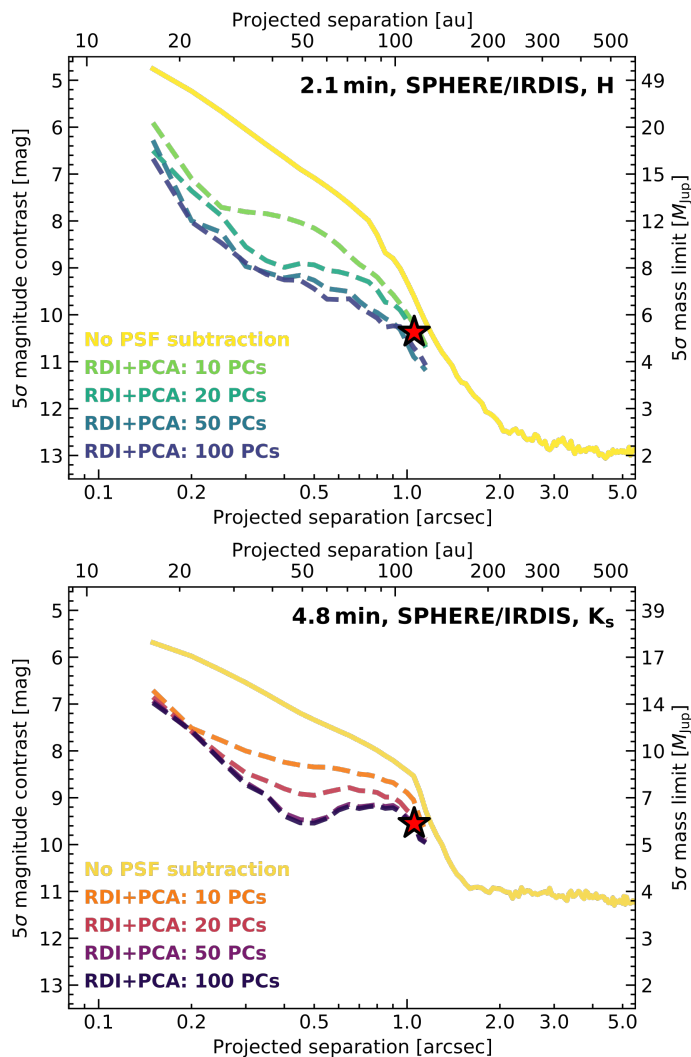 Projected separation [au]
10 20 50 100 200 300 500
2.1 min, SPHERE/IRDIS, H
5σ magnitude contrast [mag]
5 6 7 8 9 10 11 12 13
49 20 15 12 8 6 4 3 2
5σ mass limit [M_Jup]
No PSF subtraction
RDI+PCA: 10 PCs
RDI+PCA: 20 PCs
RDI+PCA: 50 PCs
RDI+PCA: 100 PCs
0.1 0.2 0.5 1.0 2.0 3.0 5.0
Projected separation [arcsec]
Projected separation [au]
10 20 50 100 200 300 500
4.8 min, SPHERE/IRDIS, K_s
5σ magnitude contrast [mag]
5 6 7 8 9 10 11 12 13
39 17 14 10 7 5 4 3 2
5σ mass limit [M_Jup]
No PSF subtraction
RDI+PCA: 10 PCs
RDI+PCA: 20 PCs
RDI+PCA: 50 PCs
RDI+PCA: 100 PCs
0.1 0.2 0.5 1.0 2.0 3.0 5.0
Projected separation [arcsec]